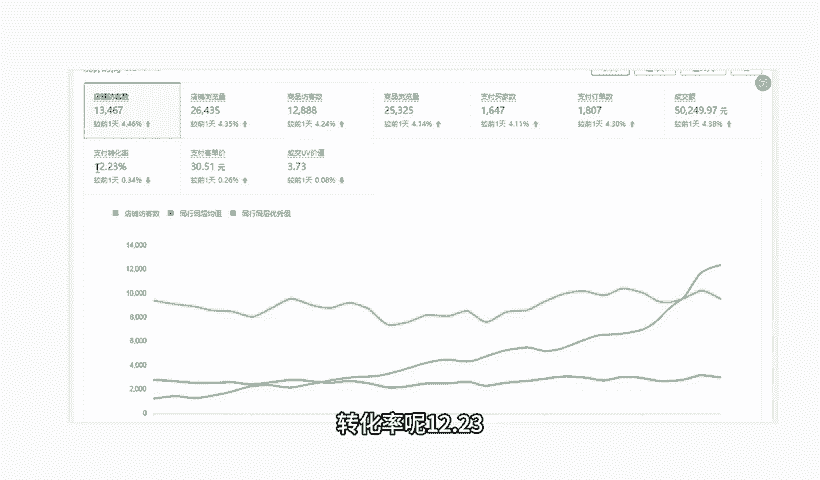 店铺访客数 店铺浏览量 商品访客数 商品浏览量 支付买家数 支付订单数 成交额
13,467 26,435 12,888 25,325 1,647 1,807 50,249.97 元
较前1天 4.46% 较前1天 4.35% 较前1天 4.24% 较前1天 4.14% 较前1天 4.11% 较前1天 4.30% 较前1天 4.38%
支付转化率 支付客单价 成交UV价值
12.23% 30.51 元 3.73
较前1天 0.34% 较前1天 0.26% 较前1天 0.08%
店铺访客数 同行同层均值 同行同层优秀值
14,000
12,000
10,000
8,000
6,000
4,000
2,000
0
转化率呢12.23